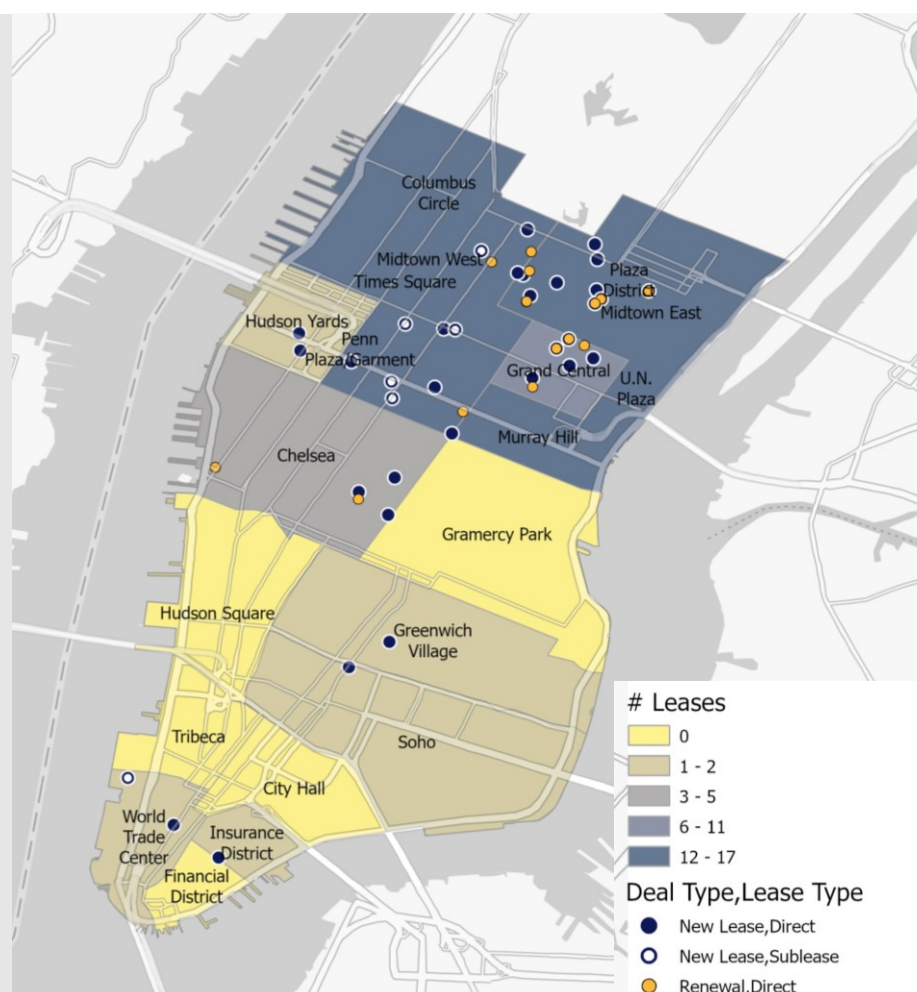 Columbus
Circle
Midtown West
Times Square
Plaza
District
Midtown East
Hudson Yards
Penn
Plaza/Garment
Grand Central
U.N.
Plaza
Murray Hill
Chelsea
Gramercy Park
Hudson Square
Greenwich
Village
Tribeca
Soho
City Hall
World
Trade
Center
Insurance
District
Financial
District
# Leases
0
1 - 2
3 - 5
6 - 11
12 - 17
Deal Type,Lease Type
New Lease,Direct
New Lease,Sublease
Renewal,Direct